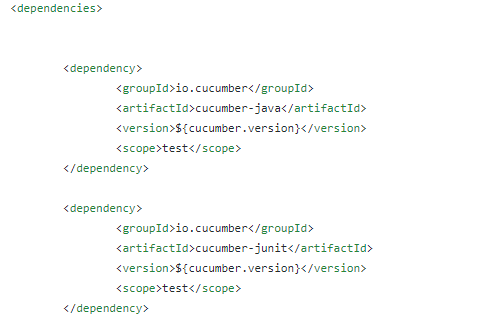 <dependencies>
<dependency>
<groupId>io.cucumber</groupId>
<artifactId>cucumber-java</artifactId>
<version>${cucumber.version}</version>
<scope>test</scope>
</dependency>
<dependency>
<groupId>io.cucumber</groupId>
<artifactId>cucumber-junit</artifactId>
<version>${cucumber.version}</version>
<scope>test</scope>
</dependency>